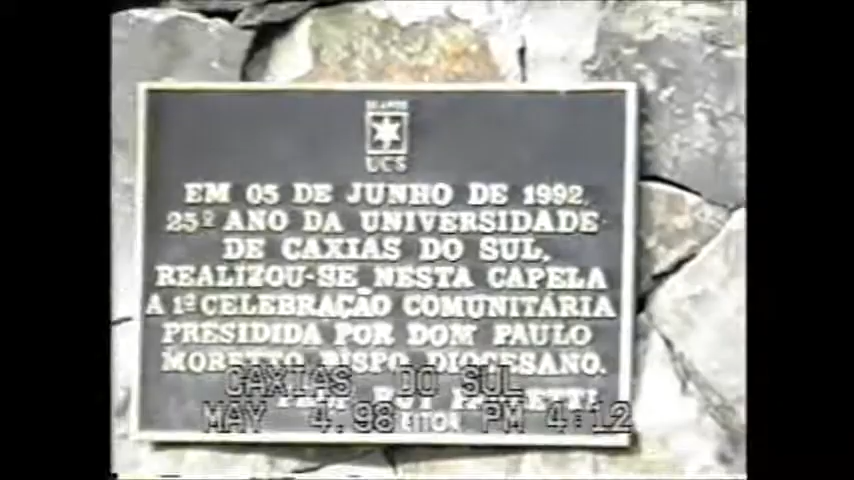 UCS
EM 05 DE JUNHO DE 1992,
25º ANO DA UNIVERSIDADE
DE CAXIAS DO SUL,
REALIZOU-SE NESTA CAPELA
A 1ª CELEBRAÇÃO COMUNITÁRIA
PRESIDIDA POR DOM PAULO
MORETTO BISPO DIOCESANO.
CAXIAS DO SUL
MAY 4.98 PM 4:12